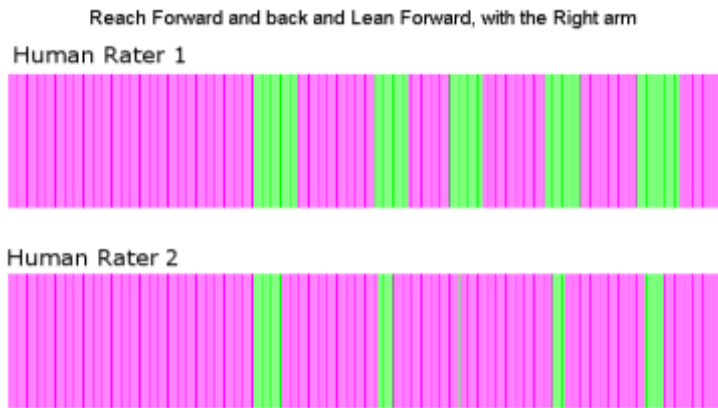 Reach Forward and back and Lean Forward, with the Right arm
Human Rater 1
Human Rater 2